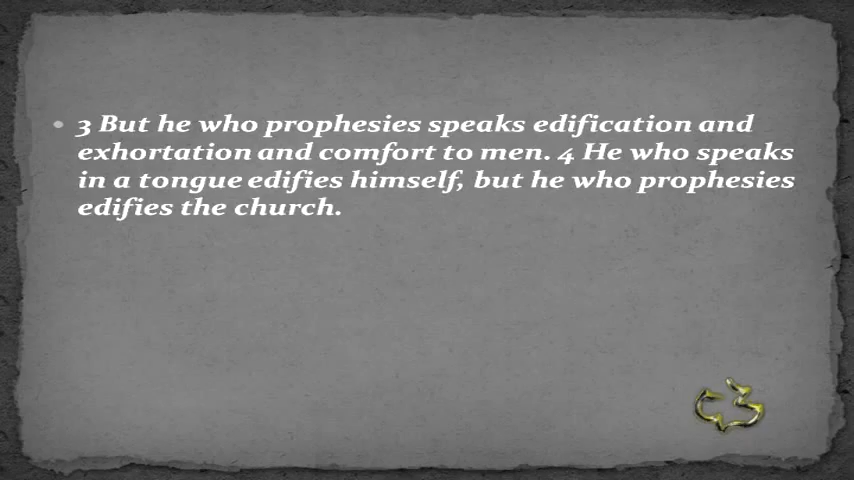 • 3 But he who prophesies speaks edification and
exhortation and comfort to men. 4 He who speaks
in a tongue edifies himself, but he who prophesies
edifies the church.